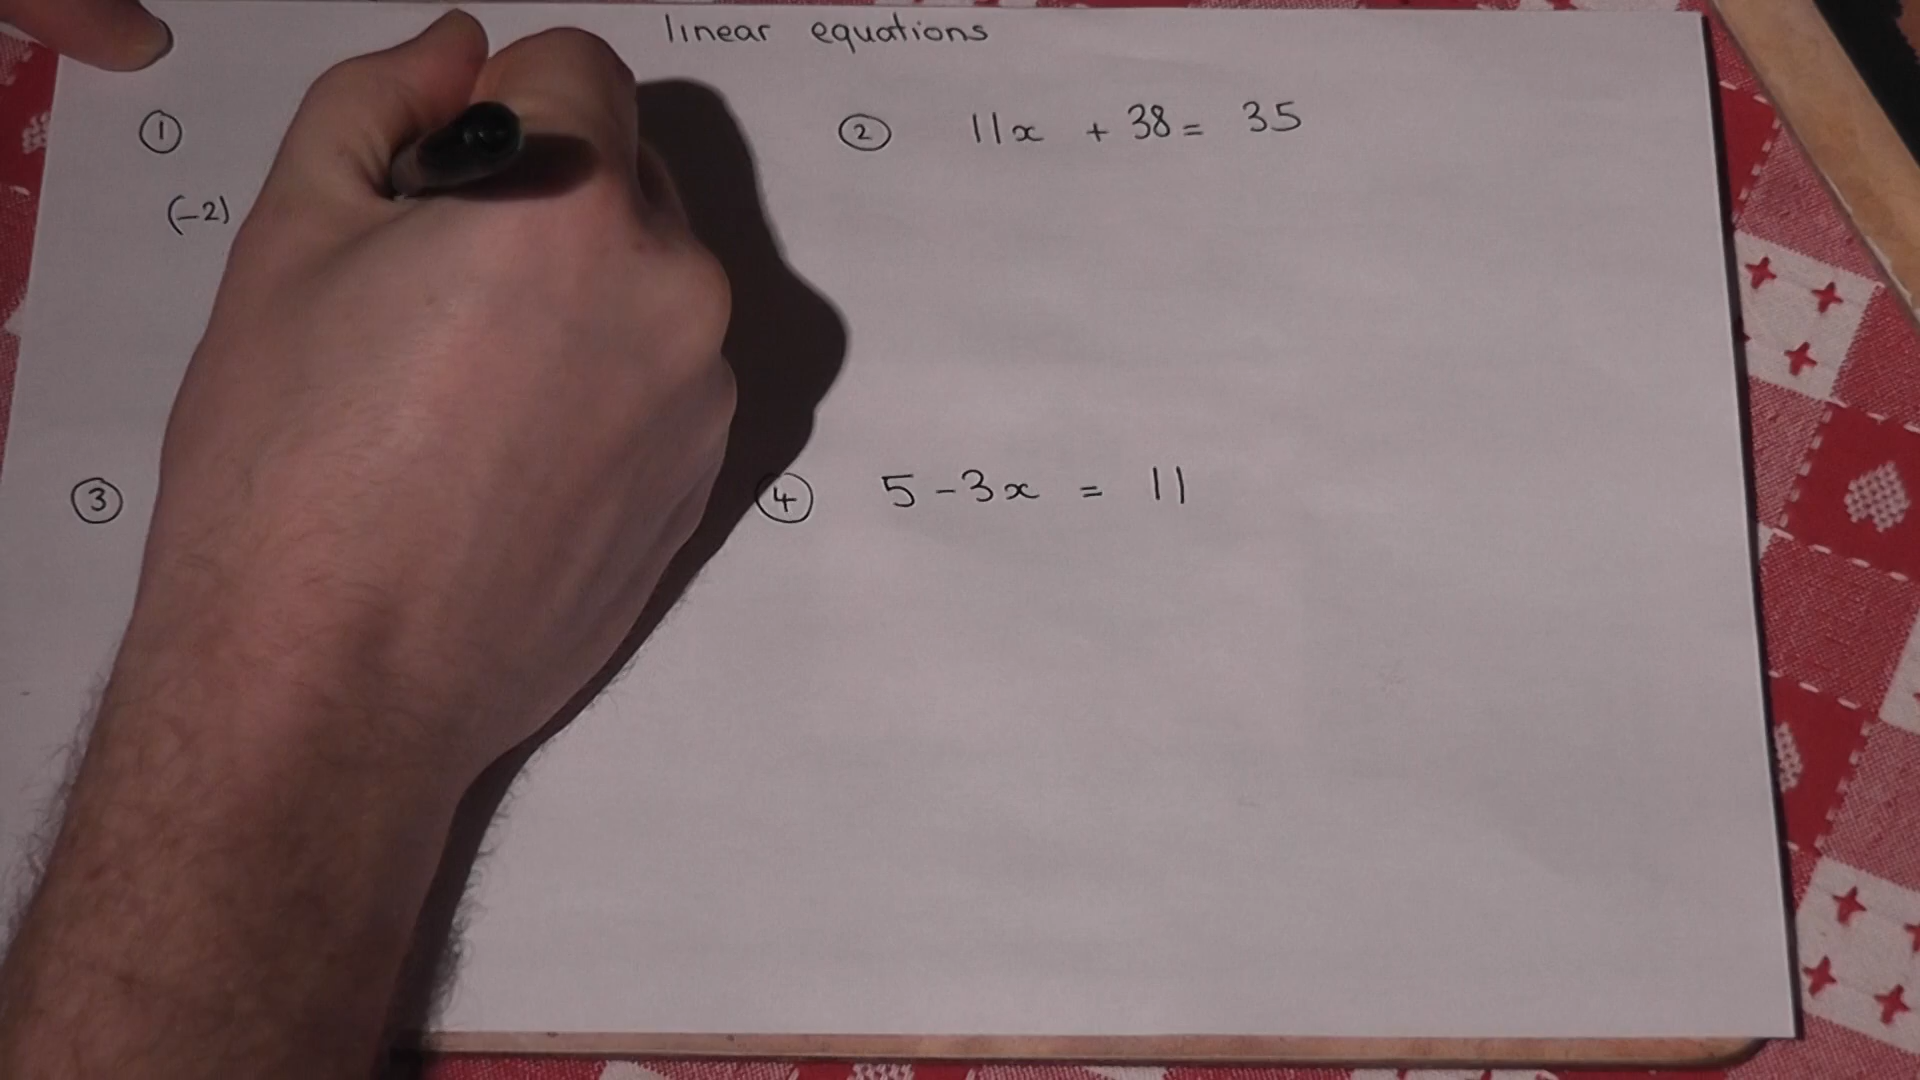 linear equations
① ② 11x + 38 = 35
(-2)
③ ④ 5 - 3x = 11